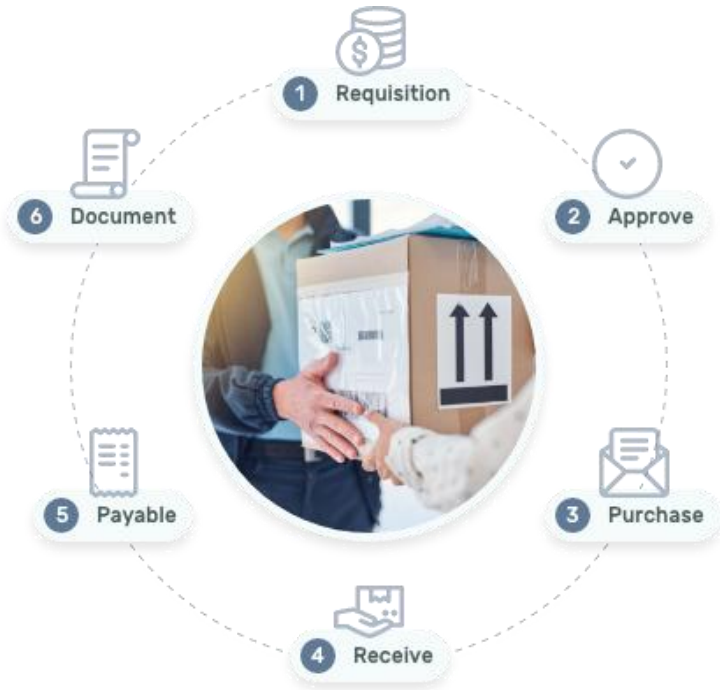 1 Requisition
2 Approve
3 Purchase
4 Receive
5 Payable
6 Document